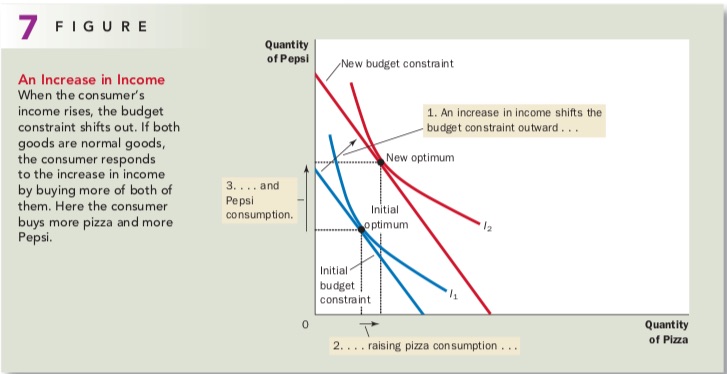 7 FIGURE
An Increase in Income
When the consumer's
income rises, the budget
constraint shifts out. If both
goods are normal goods,
the consumer responds
to the increase in income
by buying more of both of
them. Here the consumer
buys more pizza and more
Pepsi.
Quantity
of Pepsi
New budget constraint
1. An increase in income shifts the
budget constraint outward . . .
New optimum
3. . . . and
Pepsi
consumption.
Initial
optimum
I2
Initial
budget
constraint
I1
0
Quantity
of Pizza
2. . . . raising pizza consumption . . .